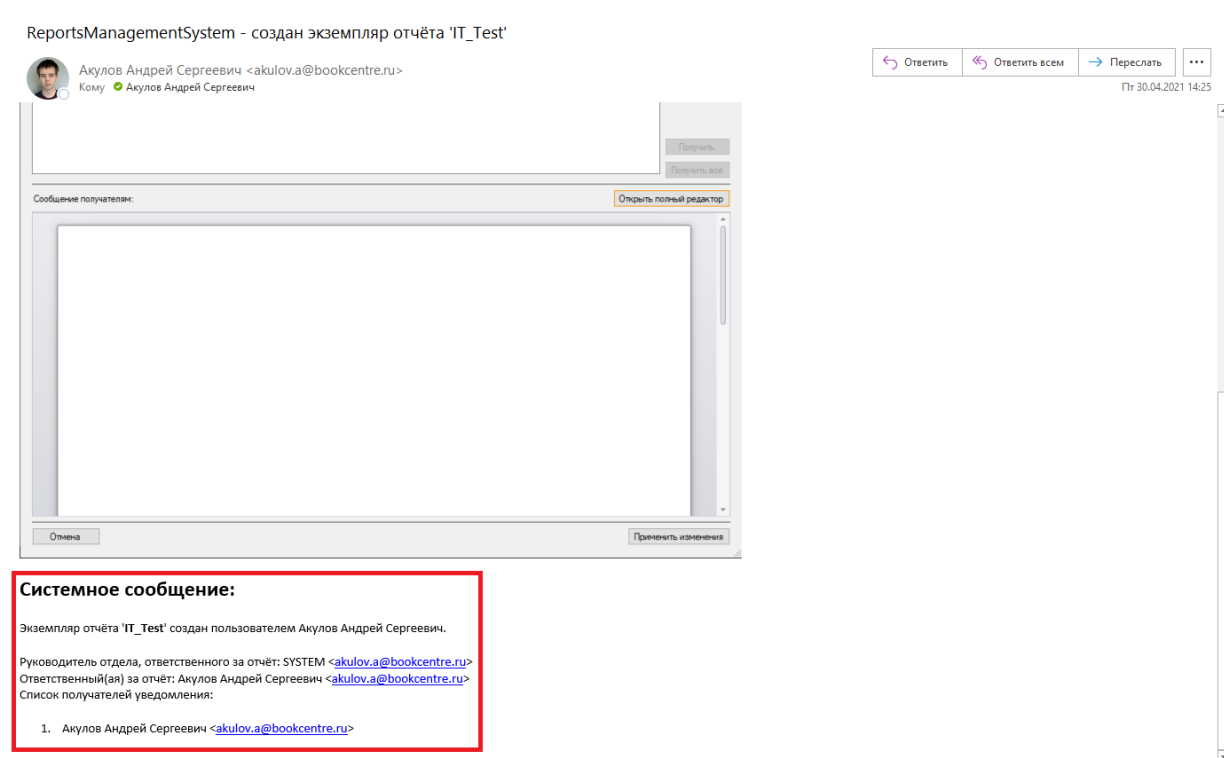 ReportsManagementSystem - создан экземпляр отчёта 'IT_Test'
Акулов Андрей Сергеевич <akulov.a@bookcentre.ru>
Кому Акулов Андрей Сергеевич
Ответить
Ответить всем
Переслать
Пт 30.04.2021 14:25
Получить
Получить все
Сообщение получателям:
Открыть полный редактор
Отмена
Применить изменения
Системное сообщение:
Экземпляр отчёта 'IT_Test' создан пользователем Акулов Андрей Сергеевич.
Руководитель отдела, ответственного за отчёт: SYSTEM <akulov.a@bookcentre.ru>
Ответственный(ая) за отчёт: Акулов Андрей Сергеевич <akulov.a@bookcentre.ru>
Список получателей уведомления:
1. Акулов Андрей Сергеевич <akulov.a@bookcentre.ru>